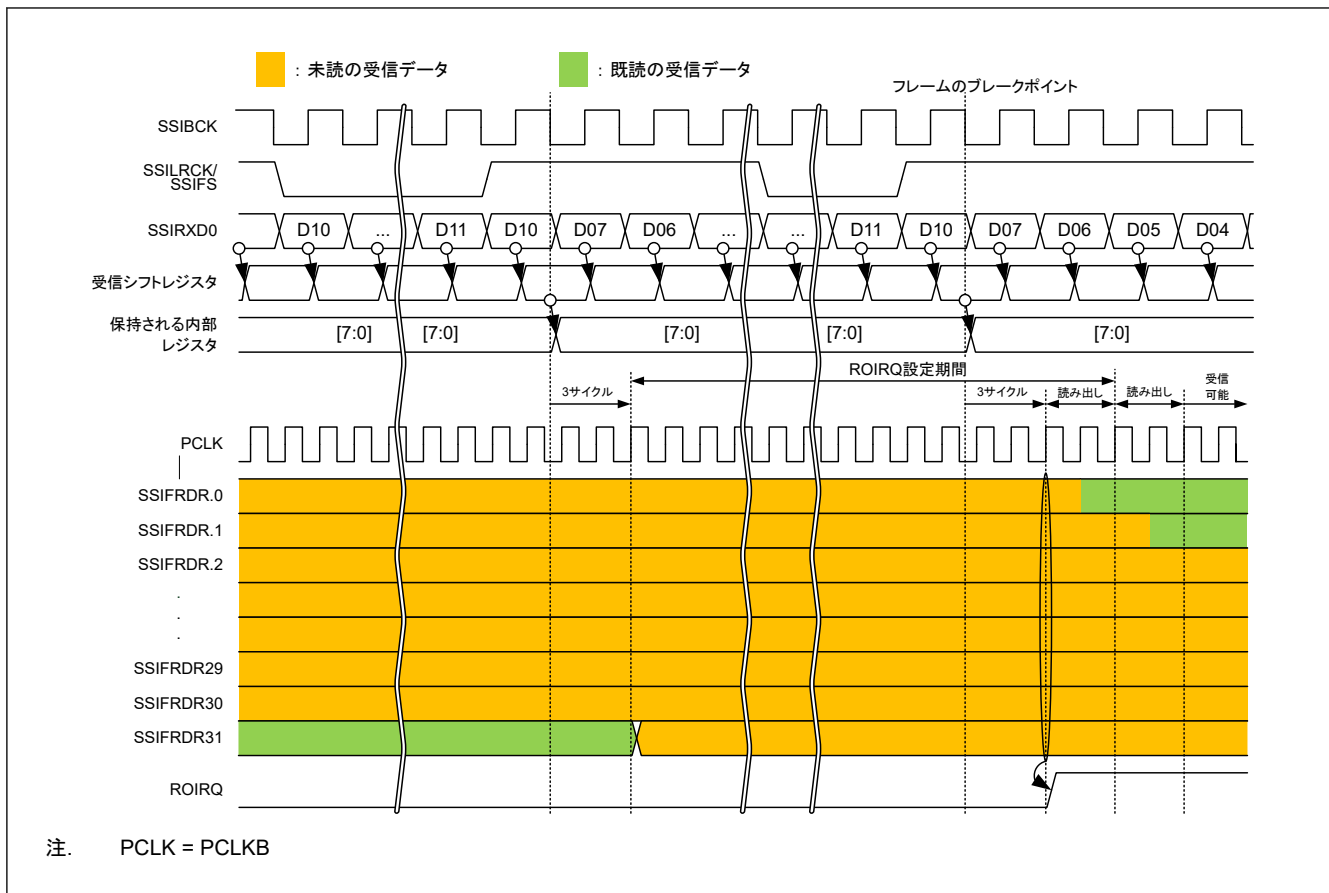 : 未読の受信データ
: 既読の受信データ
フレームのブレークポイント
SSIBCK
SSILRCK/
SSIFS
SSIRXD0
D10
...
D11
D10
D07
D06
...
...
D11
D10
D07
D06
D05
D04
受信シフトレジスタ
保持される内部
レジスタ
[7:0]
[7:0]
[7:0]
[7:0]
[7:0]
ROIRQ設定期間
3サイクル
3サイクル
読み出し
読み出し
受信
可能
PCLK
SSIFRDR.0
SSIFRDR.1
SSIFRDR.2
.
.
.
SSIFRDR29
SSIFRDR30
SSIFRDR31
ROIRQ
注. PCLK = PCLKB